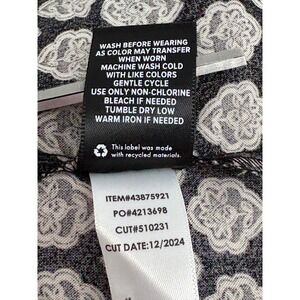 WASH BEFORE WEARING
AS COLOR MAY TRANSFER
WHEN WORN
MACHINE WASH COLD
WITH LIKE COLORS
GENTLE CYCLE
USE ONLY NON-CHLORINE
BLEACH IF NEEDED
TUMBLE DRY LOW
WARM IRON IF NEEDED
This label was made
with recycled materials.
ITEM#43875921
PO#4213698
CUT#510231
CUT DATE:12/2024